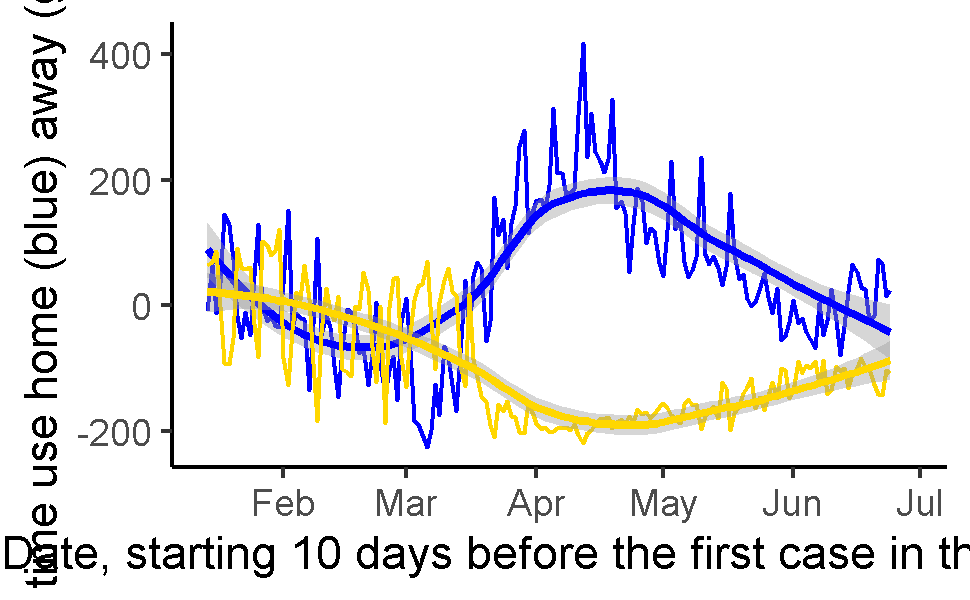 time use home (blue) away (
400
200
0
-200
Feb Mar Apr May Jun Jul
Date, starting 10 days before the first case in th